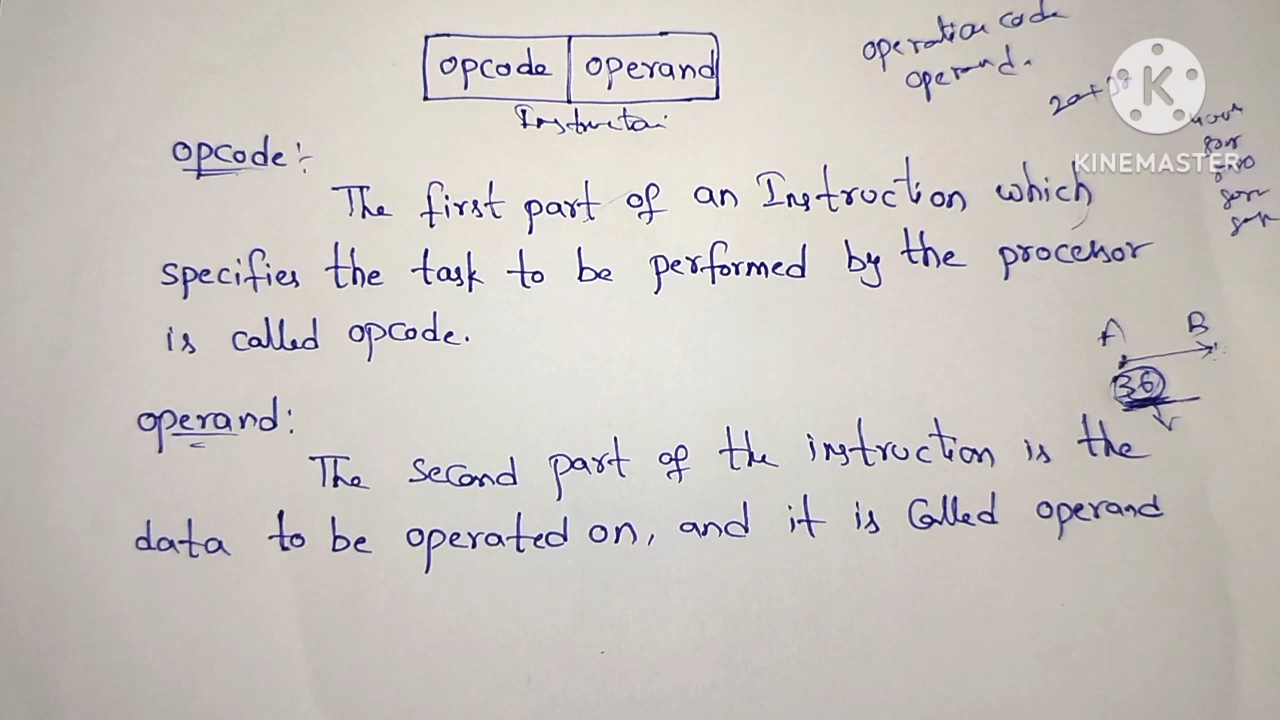 opcode operand
Instructai
operation code
operand.
KINEMASTER
opcode:-
The first part of an Instruction which
specifies the task to be performed by the processor
is called opcode.
A B
36
operand:
The second part of the instruction is the
data to be operated on, and it is called operand